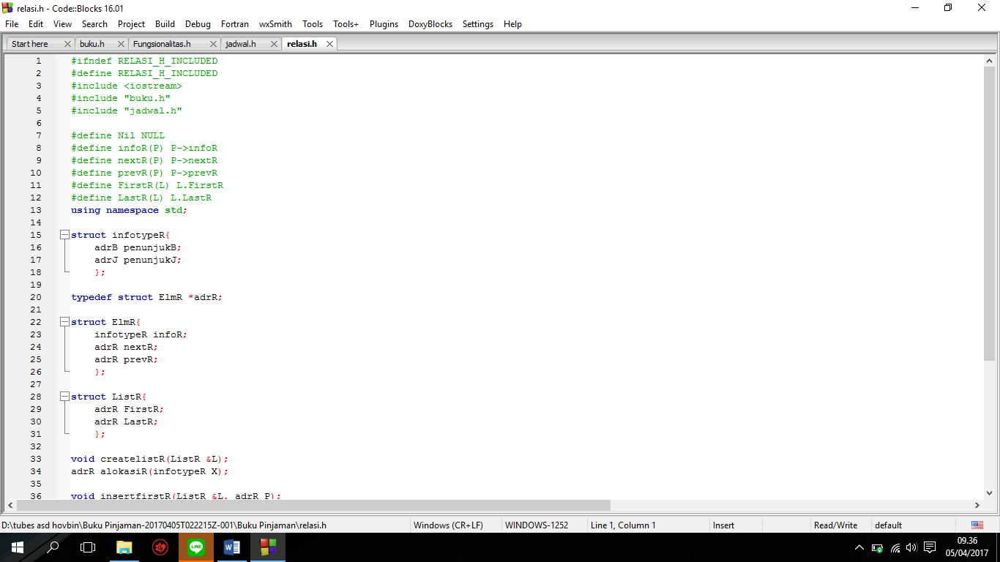 relasi.h - Code::Blocks 16.01
File Edit View Search Project Build Debug Fortran wxSmith Tools Tools+ Plugins DoxyBlocks Settings Help
Start here buku.h Fungsionalitas.h jadwal.h relasi.h
1 #ifndef RELASI_H_INCLUDED
2 #define RELASI_H_INCLUDED
3 #include <iostream>
4 #include "buku.h"
5 #include "jadwal.h"
6
7 #define Nil NULL
8 #define infoR(P) P->infoR
9 #define nextR(P) P->nextR
10 #define prevR(P) P->prevR
11 #define FirstR(L) L.FirstR
12 #define LastR(L) L.LastR
13 using namespace std;
14
15 struct infotypeR{
16 adrB penunjukB;
17 adrJ penunjukJ;
18 };
19
20 typedef struct ElmR *adrR;
21
22 struct ElmR{
23 infotypeR infoR;
24 adrR nextR;
25 adrR prevR;
26 };
27
28 struct ListR{
29 adrR FirstR;
30 adrR LastR;
31 };
32
33 void createlistR(ListR &L);
34 adrR alokasiR(infotypeR X);
35
36 void insertfirstR(ListR &L, adrR P);
D:\tubes asd hovbin\Buku Pinjaman-20170405T022215Z-001\Buku Pinjaman\relasi.h Windows (CR+LF) WINDOWS-1252 Line 1, Column 1 Insert Read/Write default
LINE
09.36
05/04/2017